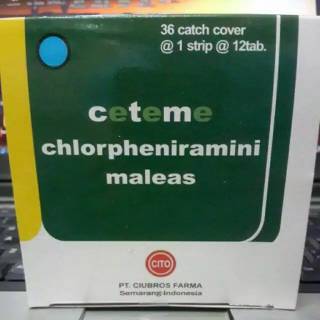 36 catch cover
@ 1 strip @ 12tab.
ceteme
chlorpheniramini
maleas
CITO
PT. CIUBROS FARMA
Semarang-Indonesia